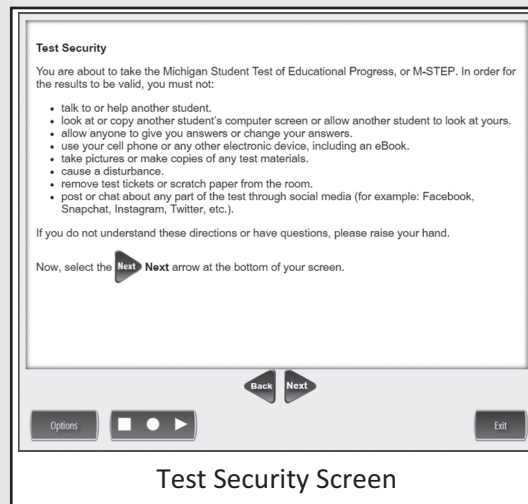 Test Security
You are about to take the Michigan Student Test of Educational Progress, or M-STEP. In order for
the results to be valid, you must not:
• talk to or help another student.
• look at or copy another student's computer screen or allow another student to look at yours.
• allow anyone to give you answers or change your answers.
• use your cell phone or any other electronic device, including an eBook.
• take pictures or make copies of any test materials.
• cause a disturbance.
• remove test tickets or scratch paper from the room.
• post or chat about any part of the test through social media (for example: Facebook,
Snapchat, Instagram, Twitter, etc.).
If you do not understand these directions or have questions, please raise your hand.
Now, select the Next Next arrow at the bottom of your screen.
Back Next
Options Exit
Test Security Screen